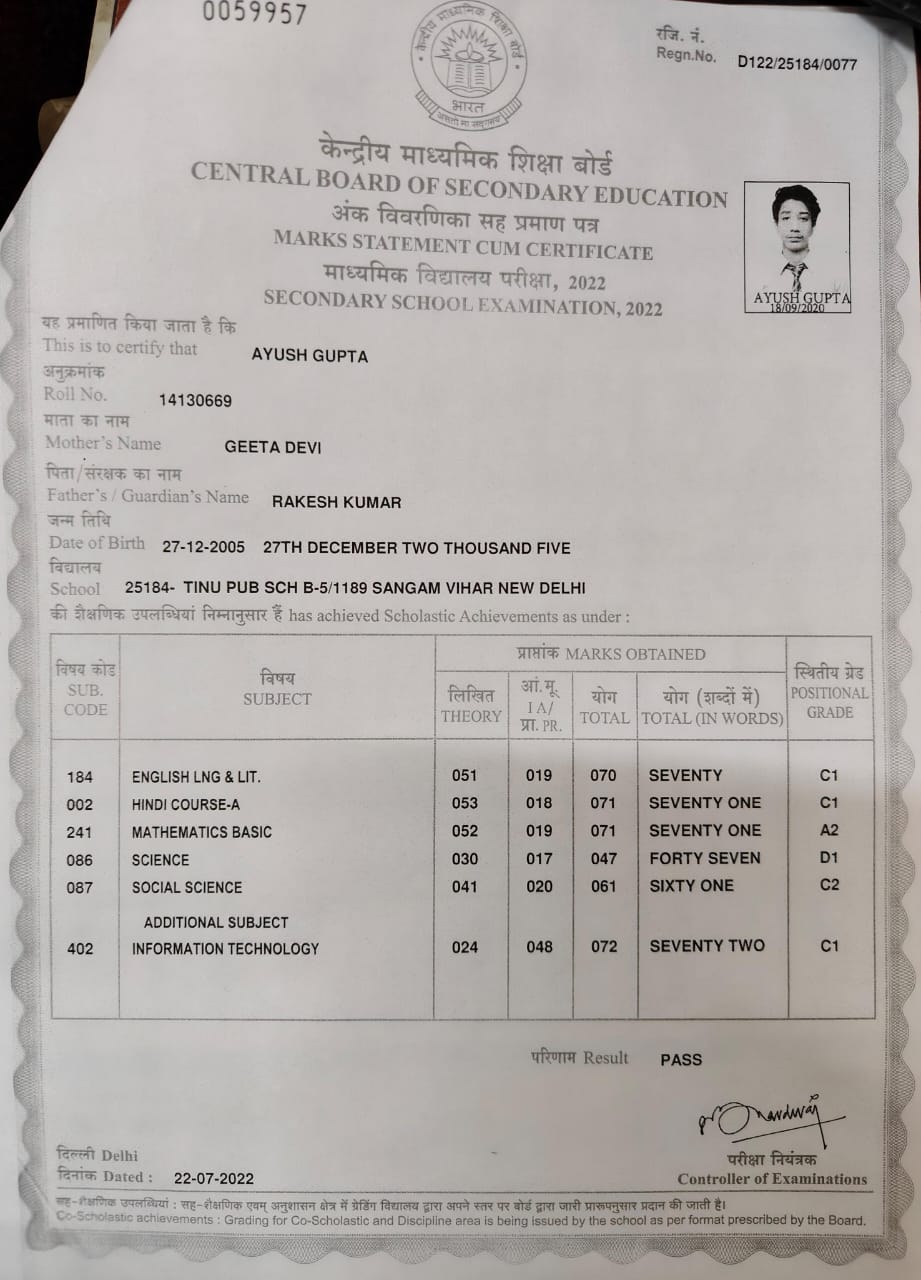 0059957
रजि. नं.
Regn.No. D122/25184/0077
केन्द्रीय माध्यमिक शिक्षा बोर्ड
भारत
असतो मा सद्गमय
केन्द्रीय माध्यमिक शिक्षा बोर्ड
CENTRAL BOARD OF SECONDARY EDUCATION
अंक विवरणिका सह प्रमाण पत्र
MARKS STATEMENT CUM CERTIFICATE
माध्यमिक विद्यालय परीक्षा, 2022
SECONDARY SCHOOL EXAMINATION, 2022
AYUSH GUPTA
18/09/2020
यह प्रमाणित किया जाता है कि
This is to certify that AYUSH GUPTA
अनुक्रमांक
Roll No. 14130669
माता का नाम
Mother's Name GEETA DEVI
पिता/संरक्षक का नाम
Father's / Guardian's Name RAKESH KUMAR
जन्म तिथि
Date of Birth 27-12-2005 27TH DECEMBER TWO THOUSAND FIVE
विद्यालय
School 25184- TINU PUB SCH B-5/1189 SANGAM VIHAR NEW DELHI
की शैक्षणिक उपलब्धियां निम्नानुसार हैं has achieved Scholastic Achievements as under :
विषय कोड SUB. CODE विषय SUBJECT प्राप्तांक MARKS OBTAINED स्थितीय ग्रेड POSITIONAL GRADE
लिखित THEORY आं.मू. I A/ प्रा. PR. योग TOTAL योग (शब्दों में) TOTAL (IN WORDS)
184 ENGLISH LNG & LIT. 051 019 070 SEVENTY C1
002 HINDI COURSE-A 053 018 071 SEVENTY ONE C1
241 MATHEMATICS BASIC 052 019 071 SEVENTY ONE A2
086 SCIENCE 030 017 047 FORTY SEVEN D1
087 SOCIAL SCIENCE 041 020 061 SIXTY ONE C2
ADDITIONAL SUBJECT
402 INFORMATION TECHNOLOGY 024 048 072 SEVENTY TWO C1
परिणाम Result PASS
दिल्ली Delhi
दिनांक Dated : 22-07-2022
परीक्षा नियंत्रक
Controller of Examinations
सह-शैक्षणिक उपलब्धियां : सह-शैक्षणिक एवम् अनुशासन क्षेत्र में ग्रेडिंग विद्यालय द्वारा अपने स्तर पर बोर्ड द्वारा जारी प्रारूपनुसार प्रदान की जाती है।
Co-Scholastic achievements : Grading for Co-Scholastic and Discipline area is being issued by the school as per format prescribed by the Board.